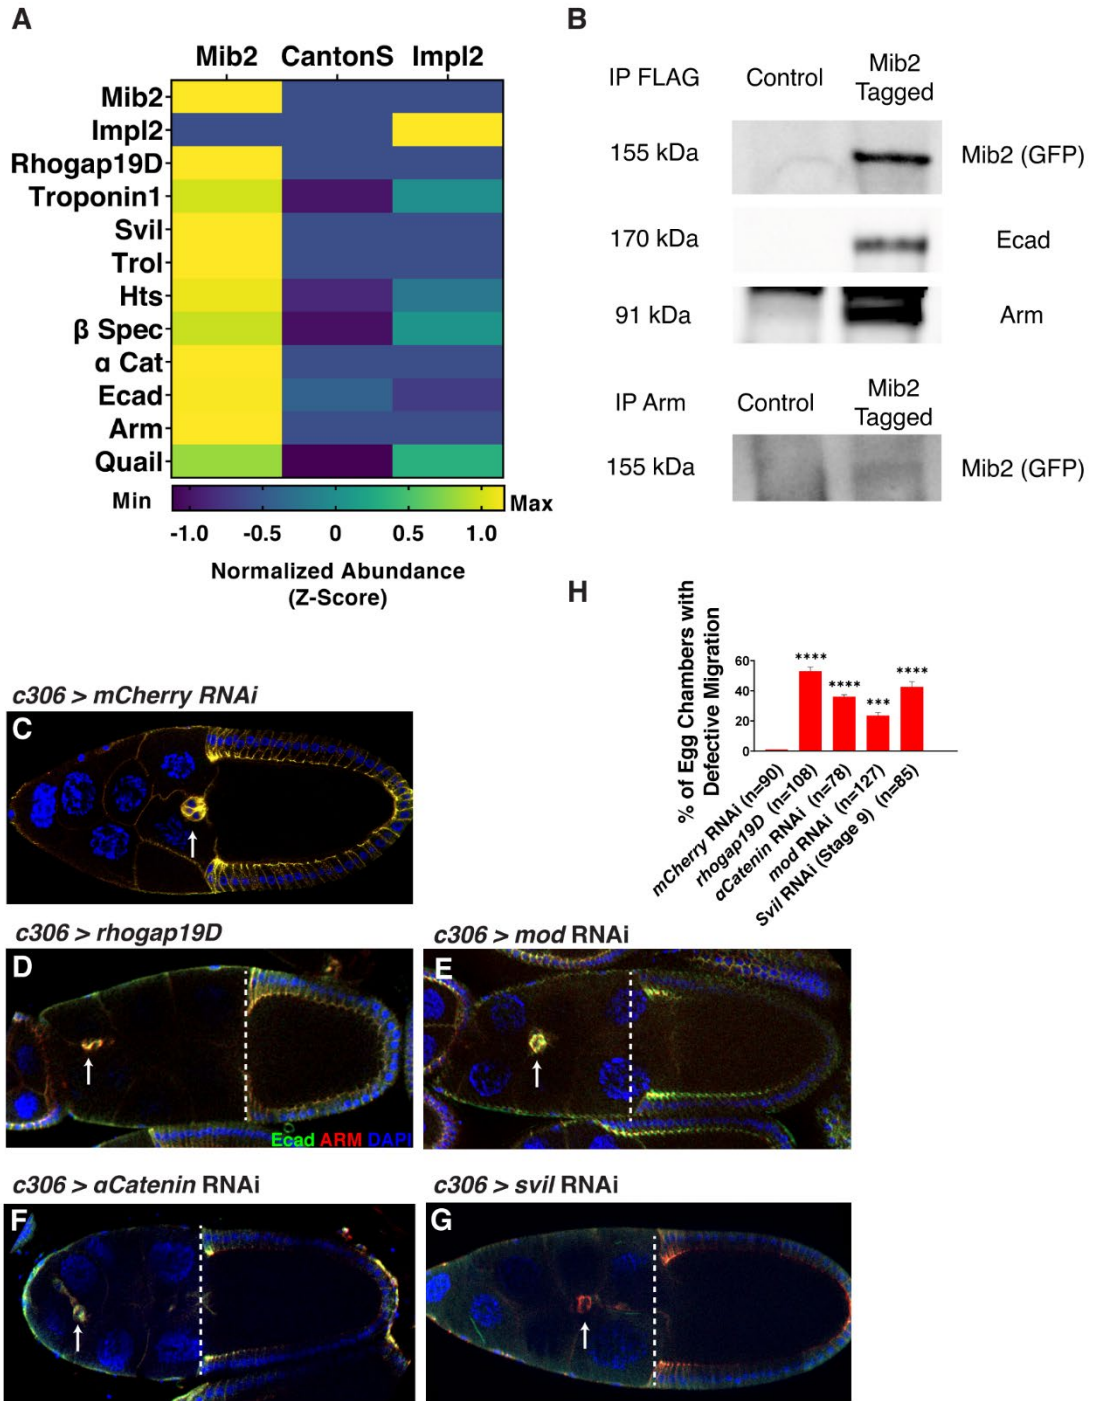 A
Mib2 CantonS Impl2
Mib2
Impl2
Rhogap19D
Troponin1
Svil
Trol
Hts
β Spec
α Cat
Ecad
Arm
Quail
Min Max
-1.0 -0.5 0 0.5 1.0
Normalized Abundance
(Z-Score)
B
IP FLAG Control Mib2
Tagged
155 kDa Mib2 (GFP)
170 kDa Ecad
91 kDa Arm
IP Arm Control Mib2
Tagged
155 kDa Mib2 (GFP)
c306 > mCherry RNAi
C
c306 > rhogap19D
D
Ecad ARM DAPI
c306 > mod RNAi
E
c306 > αCatenin RNAi
F
c306 > svil RNAi
G
H
% of Egg Chambers with
Defective Migration
60
40
20
0
****
****
***
****
mCherry RNAi (n=90)
rhogap19D (n=108)
αCatenin RNAi (n=78)
mod RNAi (n=127)
Svil RNAi (Stage 9) (n=85)